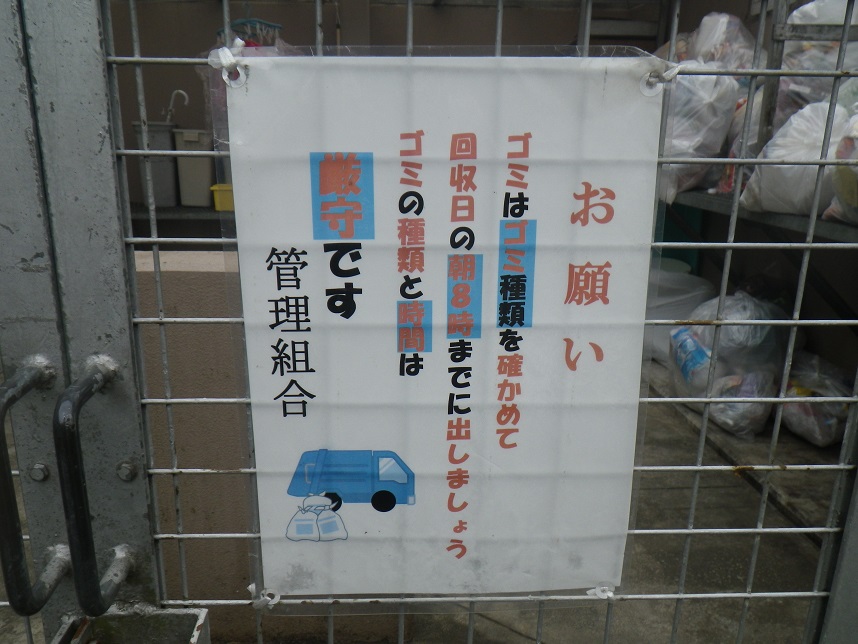 お願い
ゴミはゴミ種類を確かめて
回収日の朝8時までに出しましょう
ゴミの種類と時間は
厳守です
管理組合